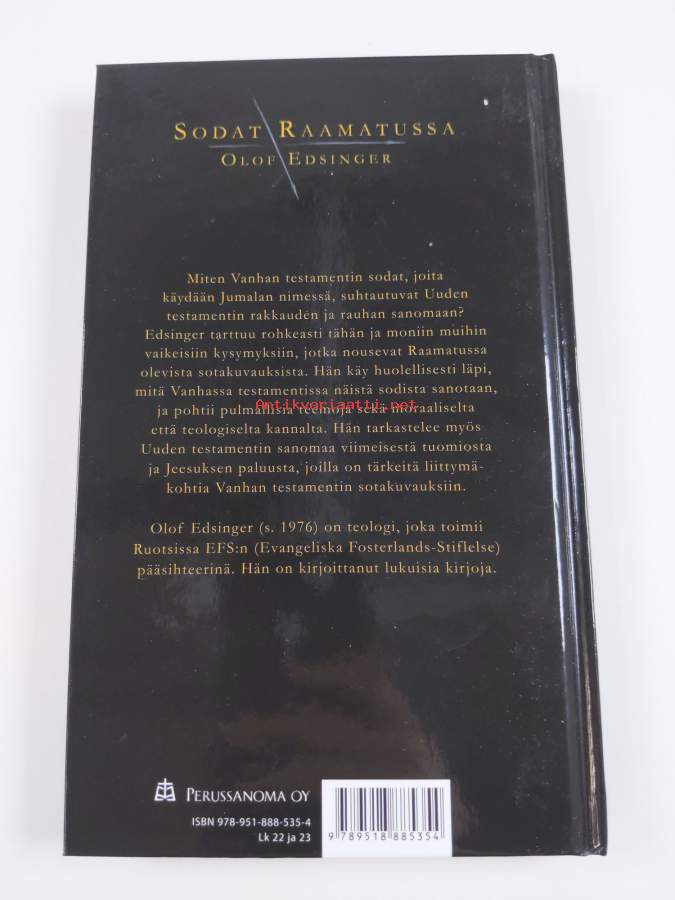 SODAT RAAMATUSSA
OLOF EDSINGER
Miten Vanhan testamentin sodat, joita
käydään Jumalan nimessä, suhtautuvat Uuden
testamentin rakkauden ja rauhan sanomaan?
Edsinger tarttuu rohkeasti tähän ja moniin muihin
vaikeisiin kysymyksiin, jotka nousevat Raamatussa
olevista sotakuvauksista. Hän käy huolellisesti läpi,
mitä Vanhassa testamentissa näistä sodista sanotaan,
Antikvariaatti.net
ja pohtii pulmallisia teemoja sekä moraaliselta
että teologiselta kannalta. Hän tarkastelee myös
Uuden testamentin sanomaa viimeisestä tuomiosta
ja Jeesuksen paluusta, joilla on tärkeitä liittymä-
kohtia Vanhan testamentin sotakuvauksiin.
Olof Edsinger (s. 1976) on teologi, joka toimii
Ruotsissa EFS:n (Evangeliska Fosterlands-Stiflelse)
pääsihteerinä. Hän on kirjoittanut lukuisia kirjoja.
PERUSSANOMA OY
ISBN 978-951-888-535-4
Lk 22 ja 23
9 789518 885354